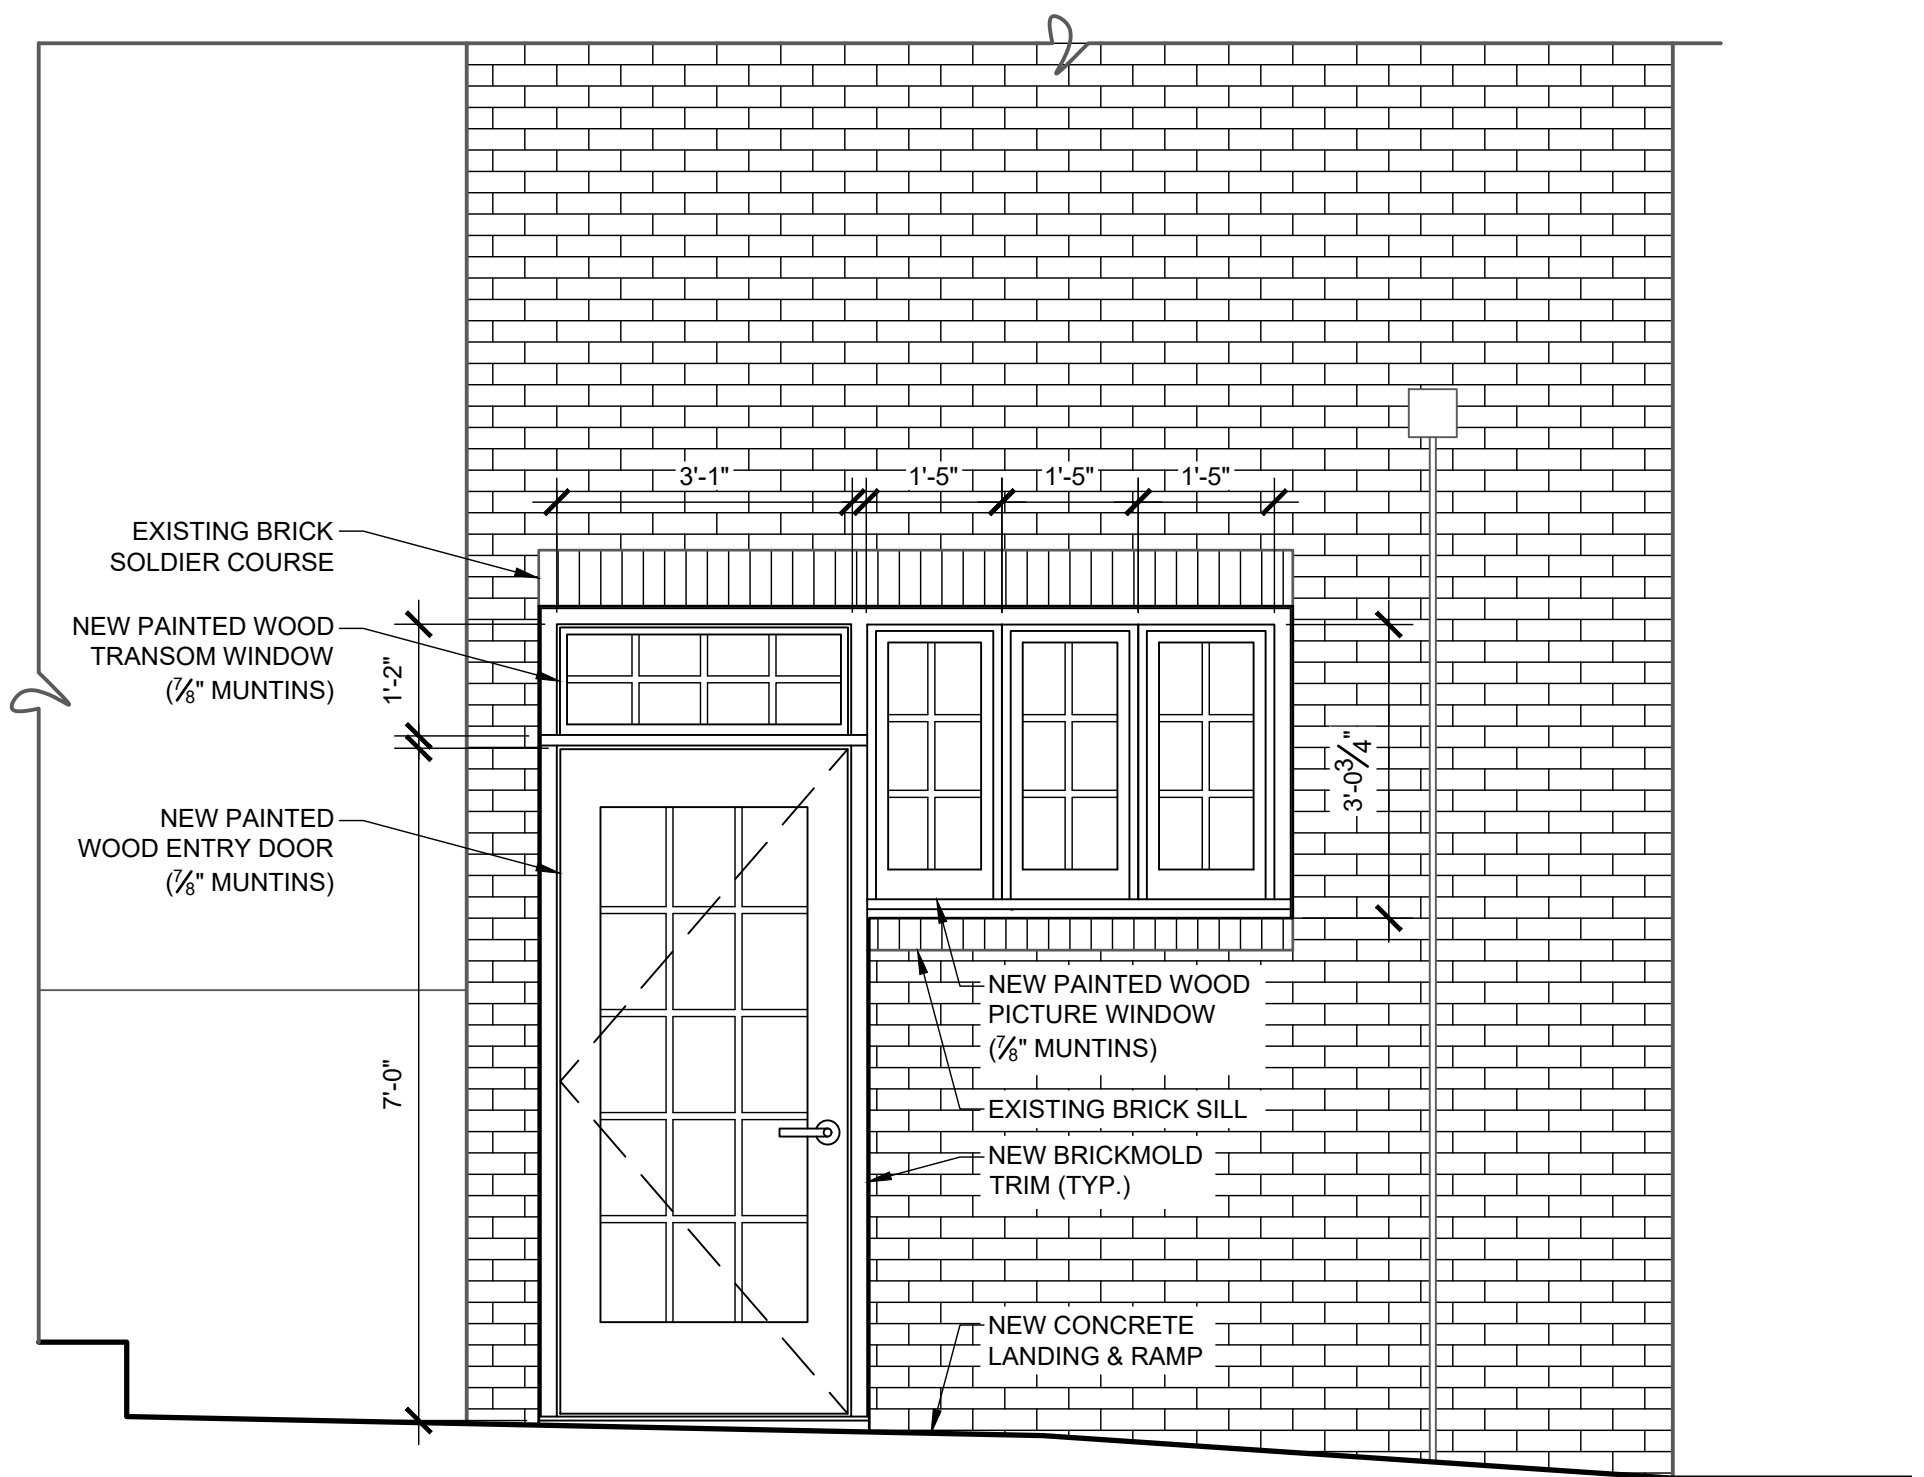 3'-1" 1'-5" 1'-5" 1'-5"
EXISTING BRICK
SOLDIER COURSE
NEW PAINTED WOOD
TRANSOM WINDOW
(⅞" MUNTINS)
1'-2"
3'-0¾"
NEW PAINTED
WOOD ENTRY DOOR
(⅞" MUNTINS)
7'-0"
NEW PAINTED WOOD
PICTURE WINDOW
(⅞" MUNTINS)
EXISTING BRICK SILL
NEW BRICKMOLD
TRIM (TYP.)
NEW CONCRETE
LANDING & RAMP